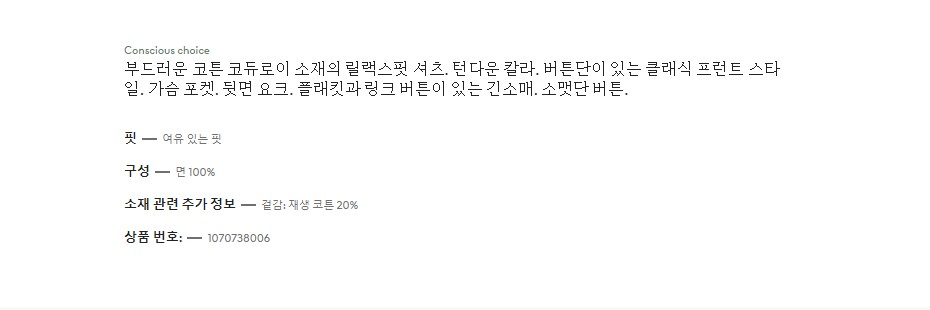 Conscious choice
부드러운 코튼 코듀로이 소재의 릴랙스핏 셔츠. 턴다운 칼라. 버튼단이 있는 클래식 프런트 스타
일. 가슴 포켓. 뒷면 요크. 플래킷과 링크 버튼이 있는 긴소매. 소맷단 버튼.
핏 — 여유 있는 핏
구성 — 면 100%
소재 관련 추가 정보 — 겉감: 재생 코튼 20%
상품 번호: — 1070738006